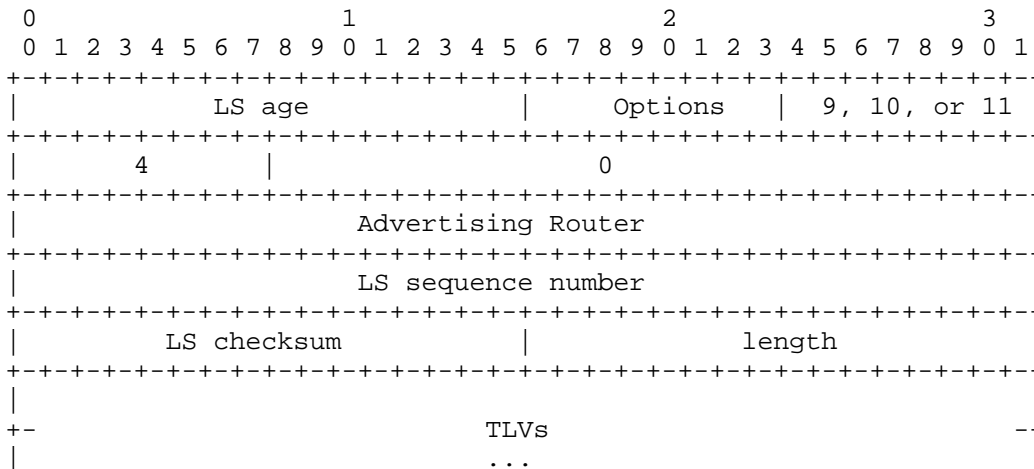 0                   1                   2                   3
 0 1 2 3 4 5 6 7 8 9 0 1 2 3 4 5 6 7 8 9 0 1 2 3 4 5 6 7 8 9 0 1
+-+-+-+-+-+-+-+-+-+-+-+-+-+-+-+-+-+-+-+-+-+-+-+-+-+-+-+-+-+-+-+-
|            LS age             |     Options   |  9, 10, or 11
+-+-+-+-+-+-+-+-+-+-+-+-+-+-+-+-+-+-+-+-+-+-+-+-+-+-+-+-+-+-+-+-
|       4       |                    0
+-+-+-+-+-+-+-+-+-+-+-+-+-+-+-+-+-+-+-+-+-+-+-+-+-+-+-+-+-+-+-+-
|                     Advertising Router
+-+-+-+-+-+-+-+-+-+-+-+-+-+-+-+-+-+-+-+-+-+-+-+-+-+-+-+-+-+-+-+-
|                     LS sequence number
+-+-+-+-+-+-+-+-+-+-+-+-+-+-+-+-+-+-+-+-+-+-+-+-+-+-+-+-+-+-+-+-
|         LS checksum           |             length
+-+-+-+-+-+-+-+-+-+-+-+-+-+-+-+-+-+-+-+-+-+-+-+-+-+-+-+-+-+-+-+-
|
+-                            TLVs                             --
|                             ...